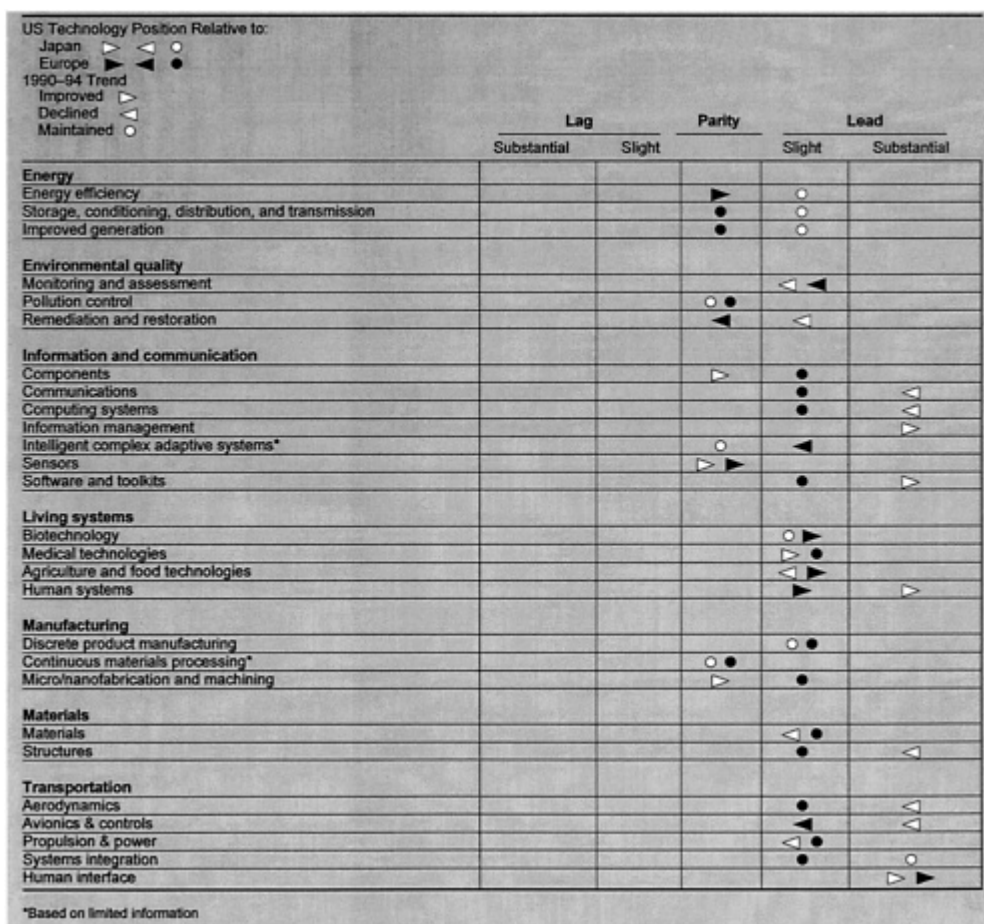 US Technology Position Relative to:
Japan
Europe
1990–94 Trend
Improved
Declined
Maintained
Lag Parity Lead
Substantial Slight Slight Substantial
Energy
Energy efficiency
Storage, conditioning, distribution, and transmission
Improved generation
Environmental quality
Monitoring and assessment
Pollution control
Remediation and restoration
Information and communication
Components
Communications
Computing systems
Information management
Intelligent complex adaptive systems*
Sensors
Software and toolkits
Living systems
Biotechnology
Medical technologies
Agriculture and food technologies
Human systems
Manufacturing
Discrete product manufacturing
Continuous materials processing*
Micro/nanofabrication and machining
Materials
Materials
Structures
Transportation
Aerodynamics
Avionics & controls
Propulsion & power
Systems integration
Human interface
*Based on limited information